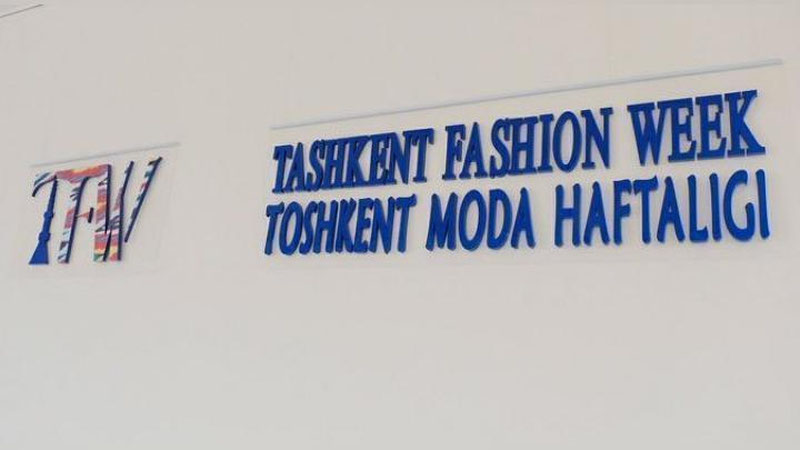 TFW
TASHKENT FASHION WEEK
TOSHKENT MODA HAFTALIGI